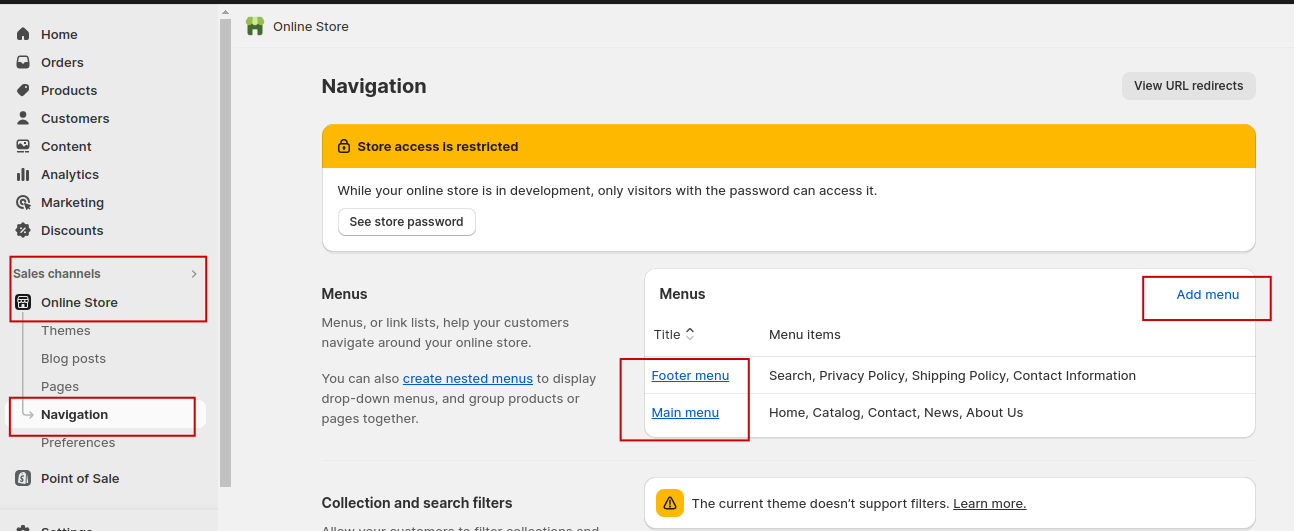 Home
Orders
Products
Customers
Content
Analytics
Marketing
Discounts
Sales channels
Online Store
Themes
Blog posts
Pages
Navigation
Preferences
Point of Sale
Settings
Online Store
Navigation
View URL redirects
Store access is restricted
While your online store is in development, only visitors with the password can access it.
See store password
Menus
Menus, or link lists, help your customers
navigate around your online store.
You can also create nested menus to display
drop-down menus, and group products or
pages together.
Menus
Add menu
Title
Menu items
Footer menu
Search, Privacy Policy, Shipping Policy, Contact Information
Main menu
Home, Catalog, Contact, News, About Us
Collection and search filters
Allow your customers to filter collections and
The current theme doesn’t support filters. Learn more.